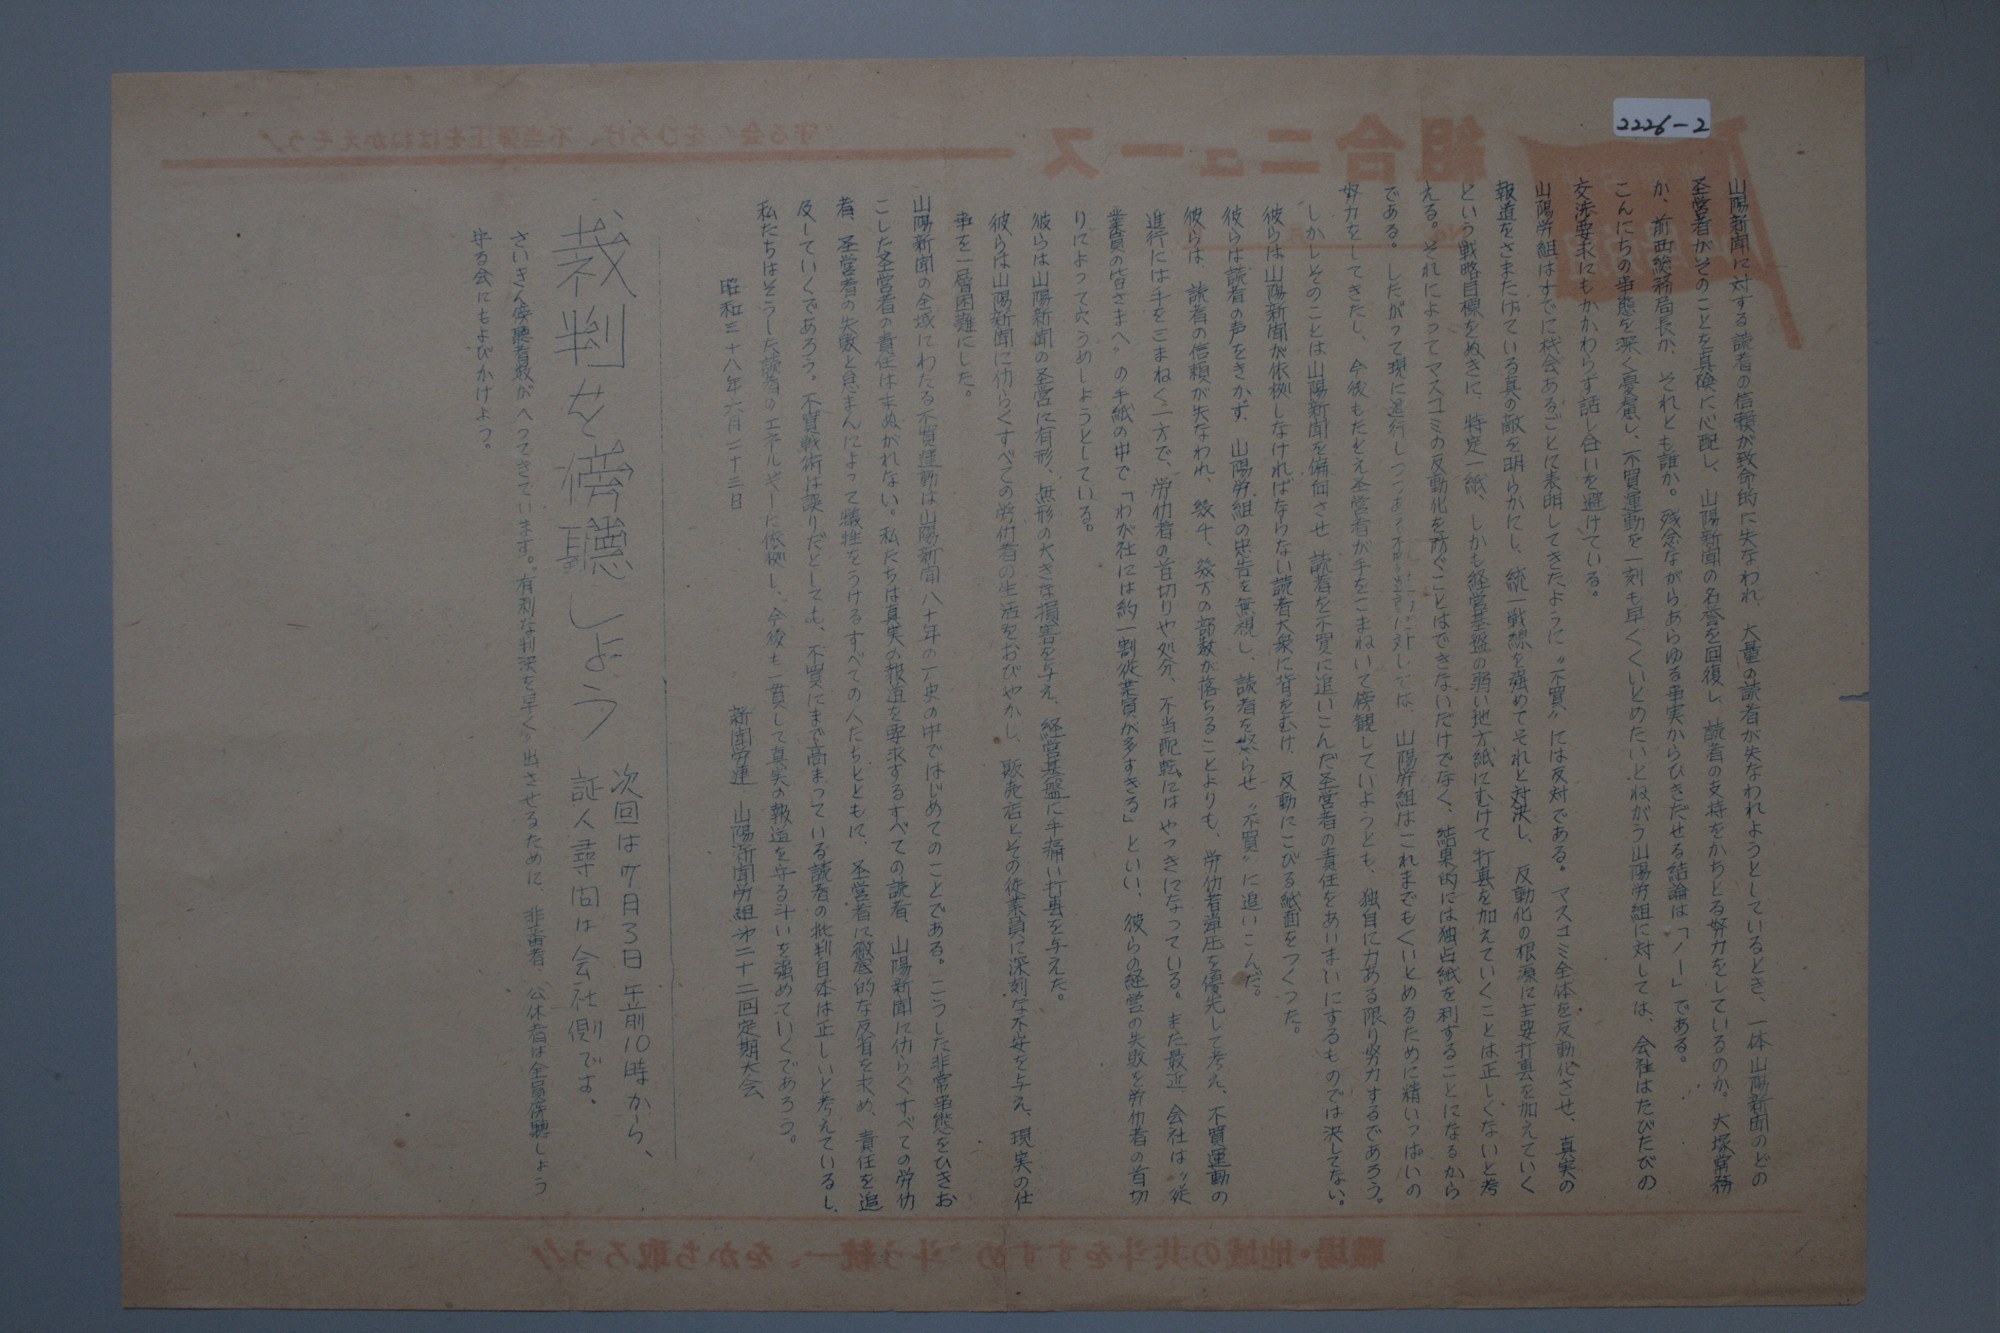 2226-2
山陽新聞に対する読者の信頼が致命的に失なわれ、大量の読者が失なわれようとしているとき、一体山陽新聞のどの
圣営者がそのことを真険に心配し、山陽新聞の名誉を回復し、読者の支持をかちとる努力をしているのか。大塚常務
か、前西総務局長か、それとも誰か。残念ながらあらゆる事実からひきだせる結論は「ノー」である。
こんにちの事態を深く憂慮し、不買運動を一刻も早くくいとめたいとねがう山陽労組に対しては、会社はたびたびの
交渉要求にもかかわらず話し合いを避けている。
山陽労組はすでに機会あるごとに表明してきたように〝不買〟には反対である。マスコミ全体を反動化させ、真実の
報道をさまたげている真の敵を明らかにし、統一戦線を強めてそれと対決し、反動化の根源に主要打撃を加えていく
という戦略目標をぬきに、特定一紙、しかも経営基盤の弱い地方紙にむけて打撃を加えていくことは正しくないと考
える。それによってマスコミの反動化を防ぐことはできないだけでなく、結果的には独占紙を利することになるから
である。したがって現に進行しつつある不買運動に対しては、山陽労組はこれまでもくいとめるために精いっぱいの
努力をしてきたし、今後もたとえ圣営者が手をこまねいて傍観していようとも、独自に力ある限り努力するであろう。
しかしそのことは山陽新聞を偏向させ、読者を不買に追いこんだ圣営者の責任をあいまいにするものでは決してない。
彼らは山陽新聞が依拠しなければならない読者大衆に背をむけ、反動にこびる紙面をつくった。
彼らは読者の声をきかず、山陽労組の忠告を無視し、読者を怒らせ〝不買〟に追いこんだ。
彼らは、読者の信頼が失なわれ、数千、数万の部数が落ちることよりも、労仂者弾圧を優先して考え、不買運動の
進行には手をこまねく一方で、労仂者の首切りや処分、不当配転にはやっきになっている。また最近、会社は〝従
業員の皆さまへ〟の手紙の中で「わが社には約一割従業員が多すぎる」といい、彼らの経営の失敗を労仂者の首切
りによって穴うめしようとしている。
彼らは山陽新聞の圣営に有形、無形の大きな損害を与え、経営基盤に手痛い打撃を与えた。
彼らは山陽新聞に仂らくすべての労仂者の生活をおびやかし、販売店とその従業員に深刻な不安を与え、現実の仕
事を一層困難にした。
山陽新聞の全域にわたる不買運動は山陽新聞八十年の厂史の中ではじめてのことである。こうした非常事態をひきお
こした圣営者の責任はまぬがれない。私たちは真実の報道を要求するすべての読者、山陽新聞に仂らくすべての労仂
者、圣営者の失敗と怠まんによって犠牲をうけるすべての人たちとともに、圣営者に徹底的な反省を求め、責任を追
及していくであろう。不買戦術は誤りだとしても、不買にまで高まっている読者の批判自体は正しいと考えているし、
私たちはそうした読者のエネルギーに依拠し、今後も一貫して真実の報道を守る斗いを強めていくであろう。
昭和三十八年六月二十三日
新聞労連 山陽新聞労組第二十二回定期大会
裁判を傍聴しよう
次回は7月3日午前10時から、
証人尋問は会社側です。
さいきん傍聴者数がへってきています。有利な判決を早く出させるために、非番者、公休者は全員傍聴しよう
守る会にもよびかけよう。
組合ニュース
〝守る会〟をひろげ、不当弾圧をはねかえそう!
職場・地域の共斗をすすめ〝斗う統一〟をかち取ろう!!